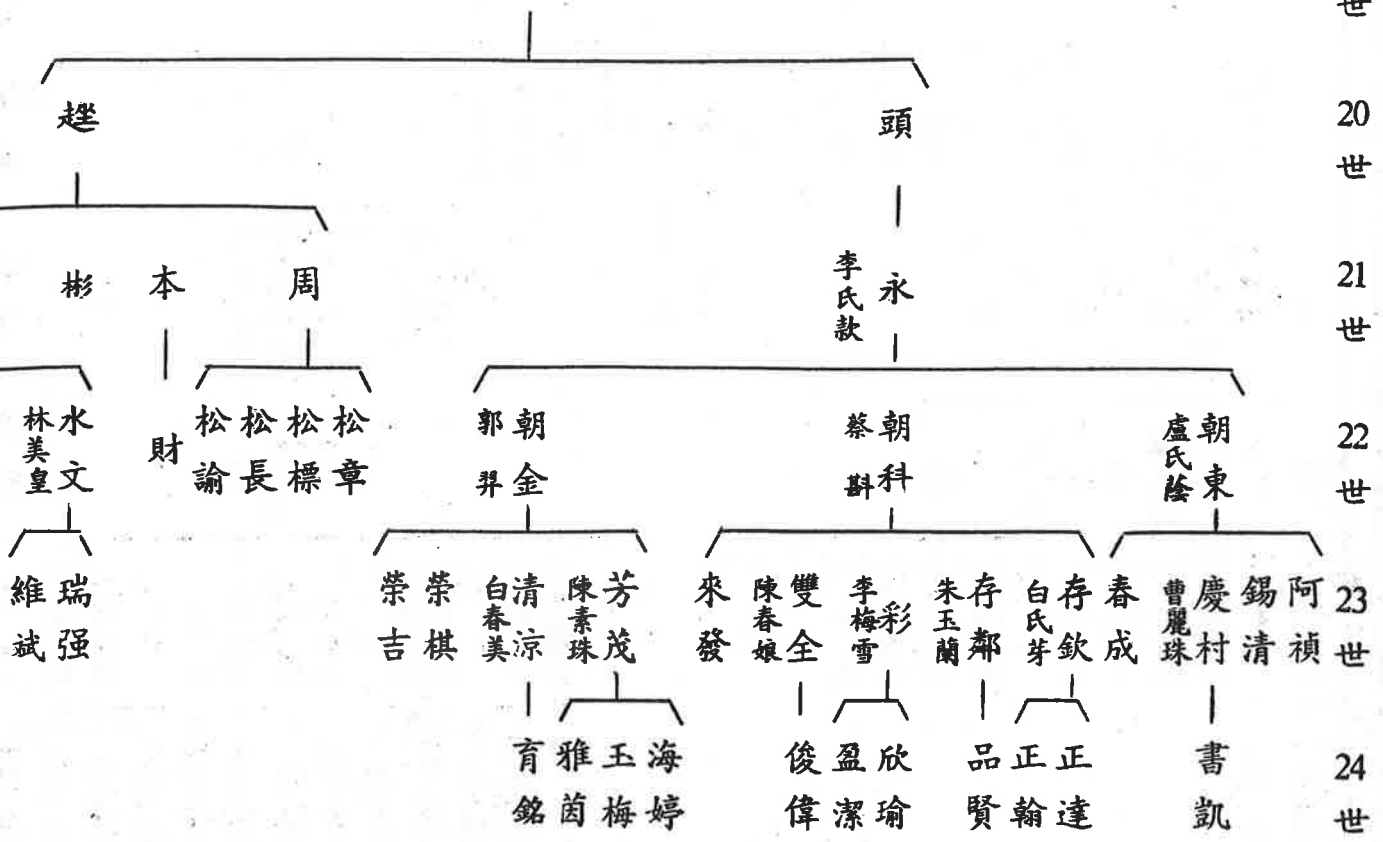 世
20世
頭
趖
21世
永
李氏款
周
本
彬
22世
朝東
盧氏蔭
朝科
蔡斟
朝金
郭羿
松章
松標
松長
松諭
財
水文
林美皇
23世
阿禎
錫清
慶村
曹麗珠
春成
存欽
白氏芽
存鄰
朱玉蘭
彩
李梅雪
雙全
陳春娘
來發
芳茂
陳素珠
清涼
白春美
榮棋
榮吉
瑞强
維斌
24世
書凱
正達
正翰
品賢
欣瑜
盈潔
俊偉
海婷
玉梅
雅茵
育銘